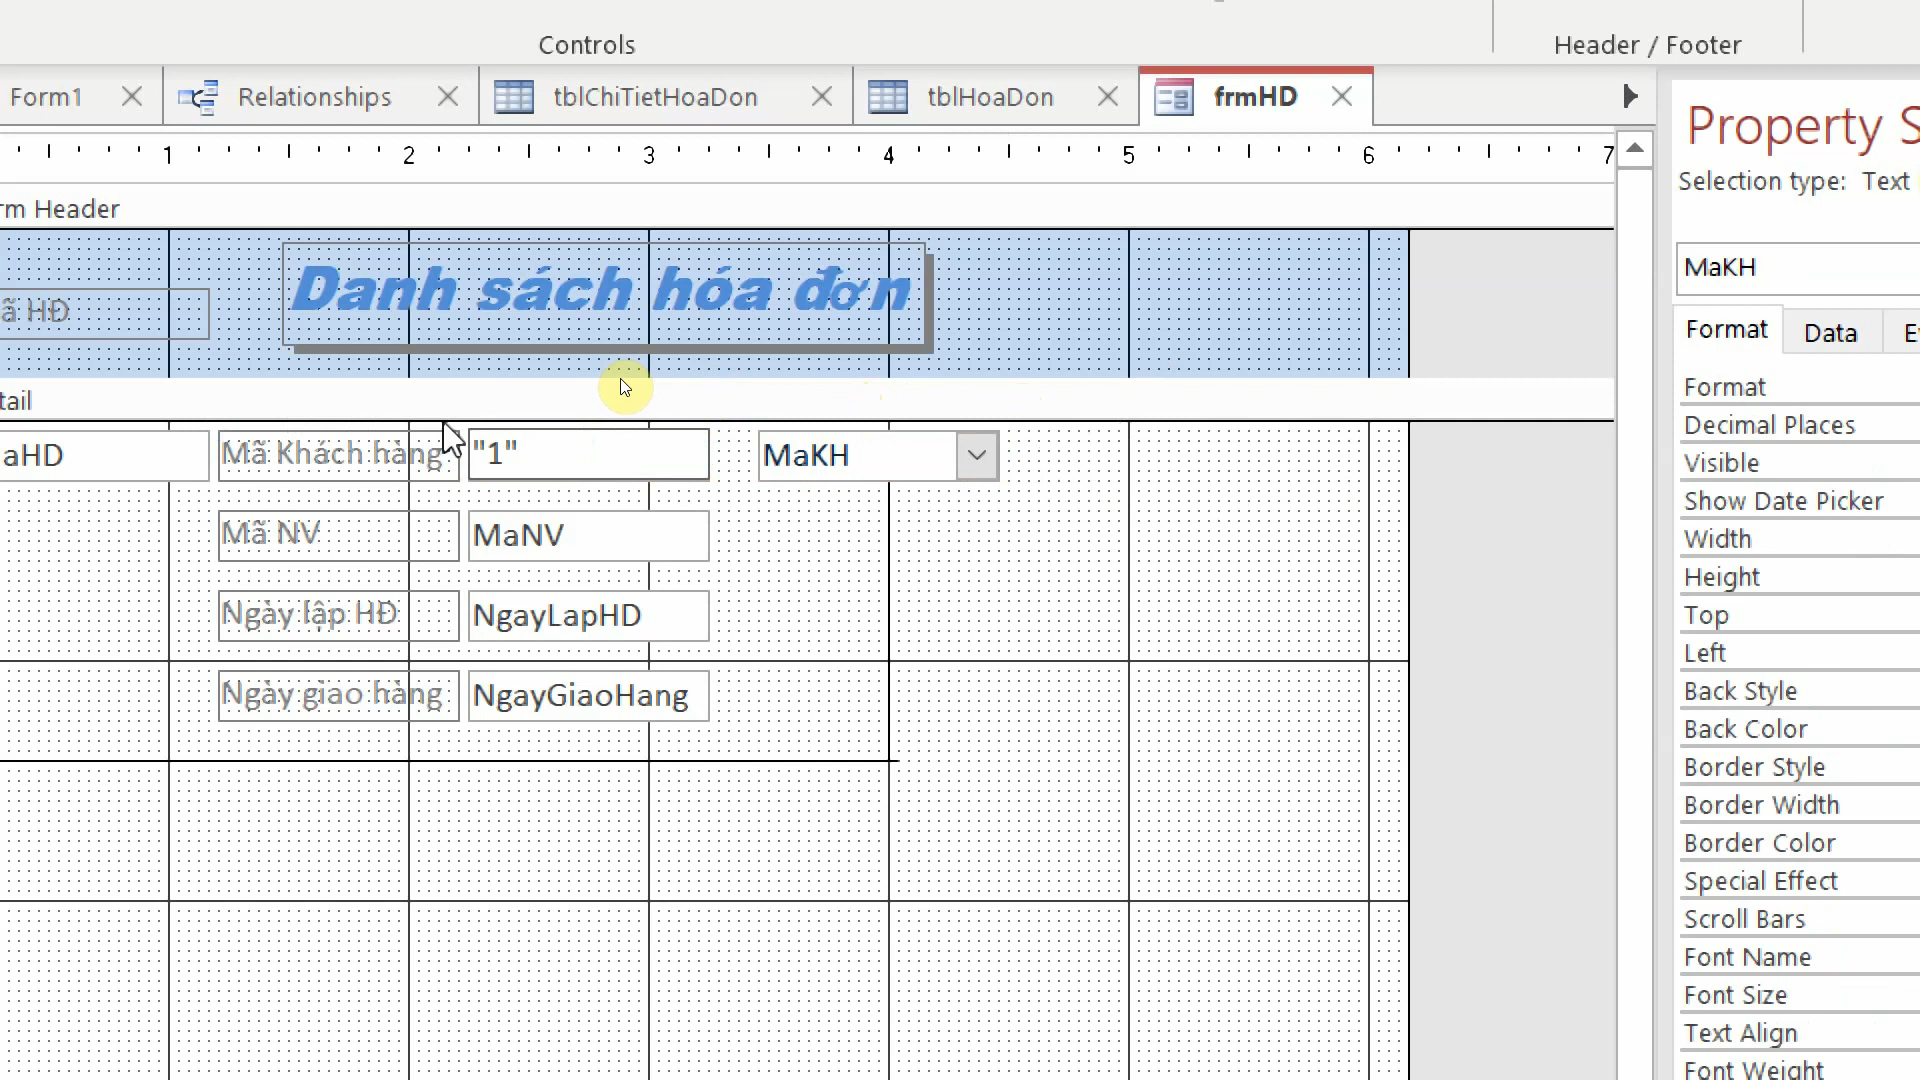 Controls
Header / Footer
Form1
Relationships
tblChiTietHoaDon
tblHoaDon
frmHD
1 2 3 4 5 6 7
Property S
Selection type: Text
rm Header
MaKH
Danh sách hóa đơn
ã HĐ
Format
Data
E
tail
aHD
Mã Khách hàng
"1"
MaKH
Mã NV
MaNV
Ngày lập HĐ
NgayLapHD
Ngày giao hàng
NgayGiaoHang
Format
Decimal Places
Visible
Show Date Picker
Width
Height
Top
Left
Back Style
Back Color
Border Style
Border Width
Border Color
Special Effect
Scroll Bars
Font Name
Font Size
Text Align
Font Weight